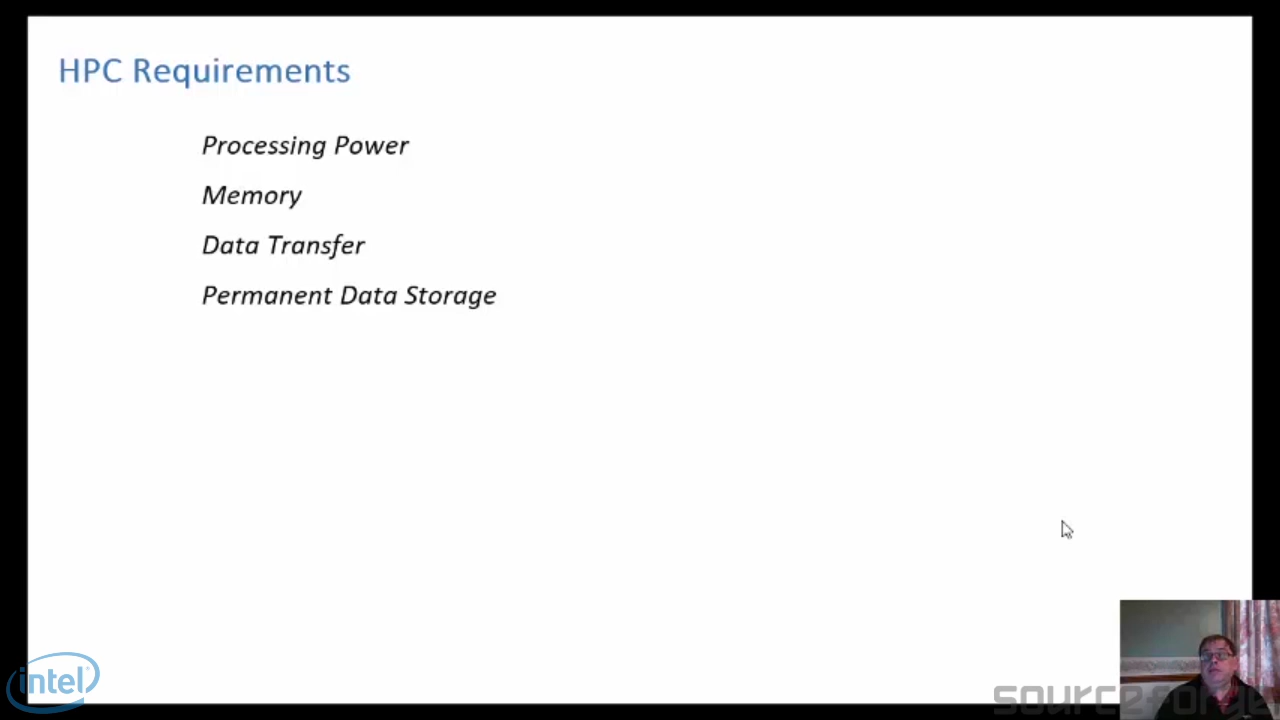 HPC Requirements
Processing Power
Memory
Data Transfer
Permanent Data Storage
intel